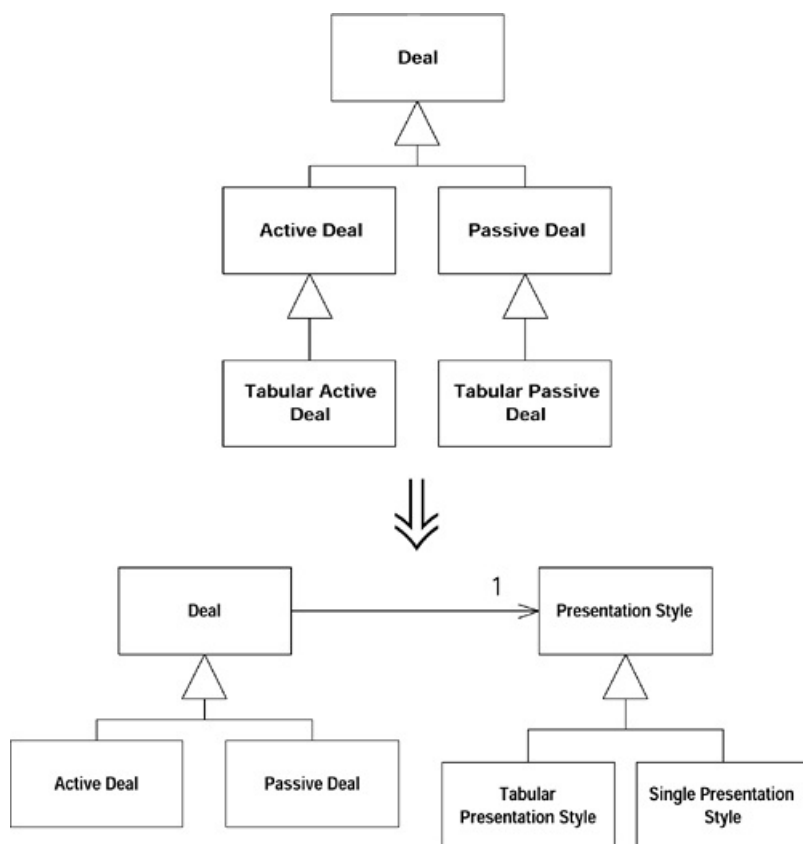 Deal
Active Deal
Passive Deal
Tabular Active
Deal
Tabular Passive
Deal
Deal
1
Presentation Style
Active Deal
Passive Deal
Tabular
Presentation Style
Single Presentation
Style